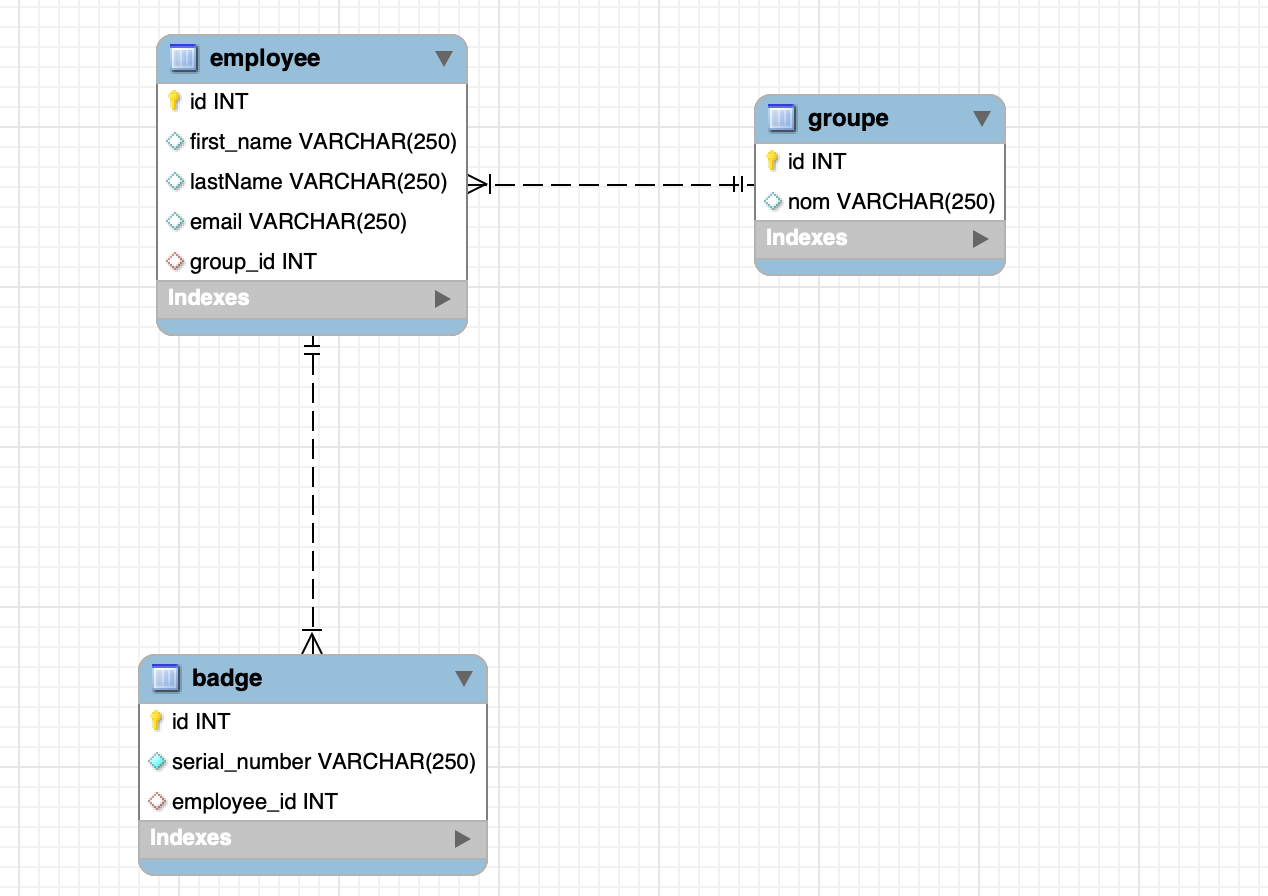 employee
id INT
first_name VARCHAR(250)
lastName VARCHAR(250)
email VARCHAR(250)
group_id INT
Indexes
groupe
id INT
nom VARCHAR(250)
Indexes
badge
id INT
serial_number VARCHAR(250)
employee_id INT
Indexes